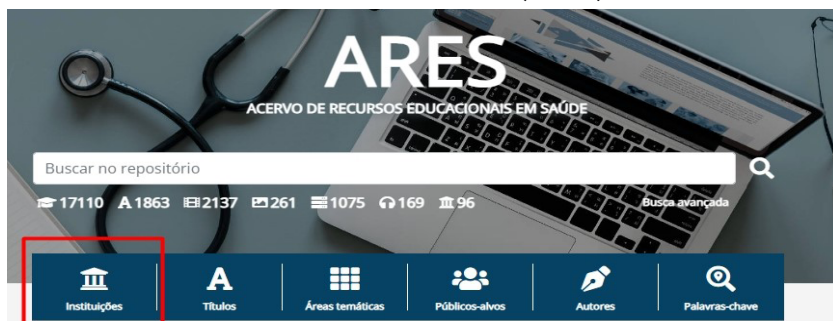 ARES
ACERVO DE RECURSOS EDUCACIONAIS EM SAÚDE
Buscar no repositório
17110 A 1863 2137 261 1075 169 96
Busca avançada
A
Instituições Títulos Áreas temáticas Públicos-alvos Autores Palavras-chave